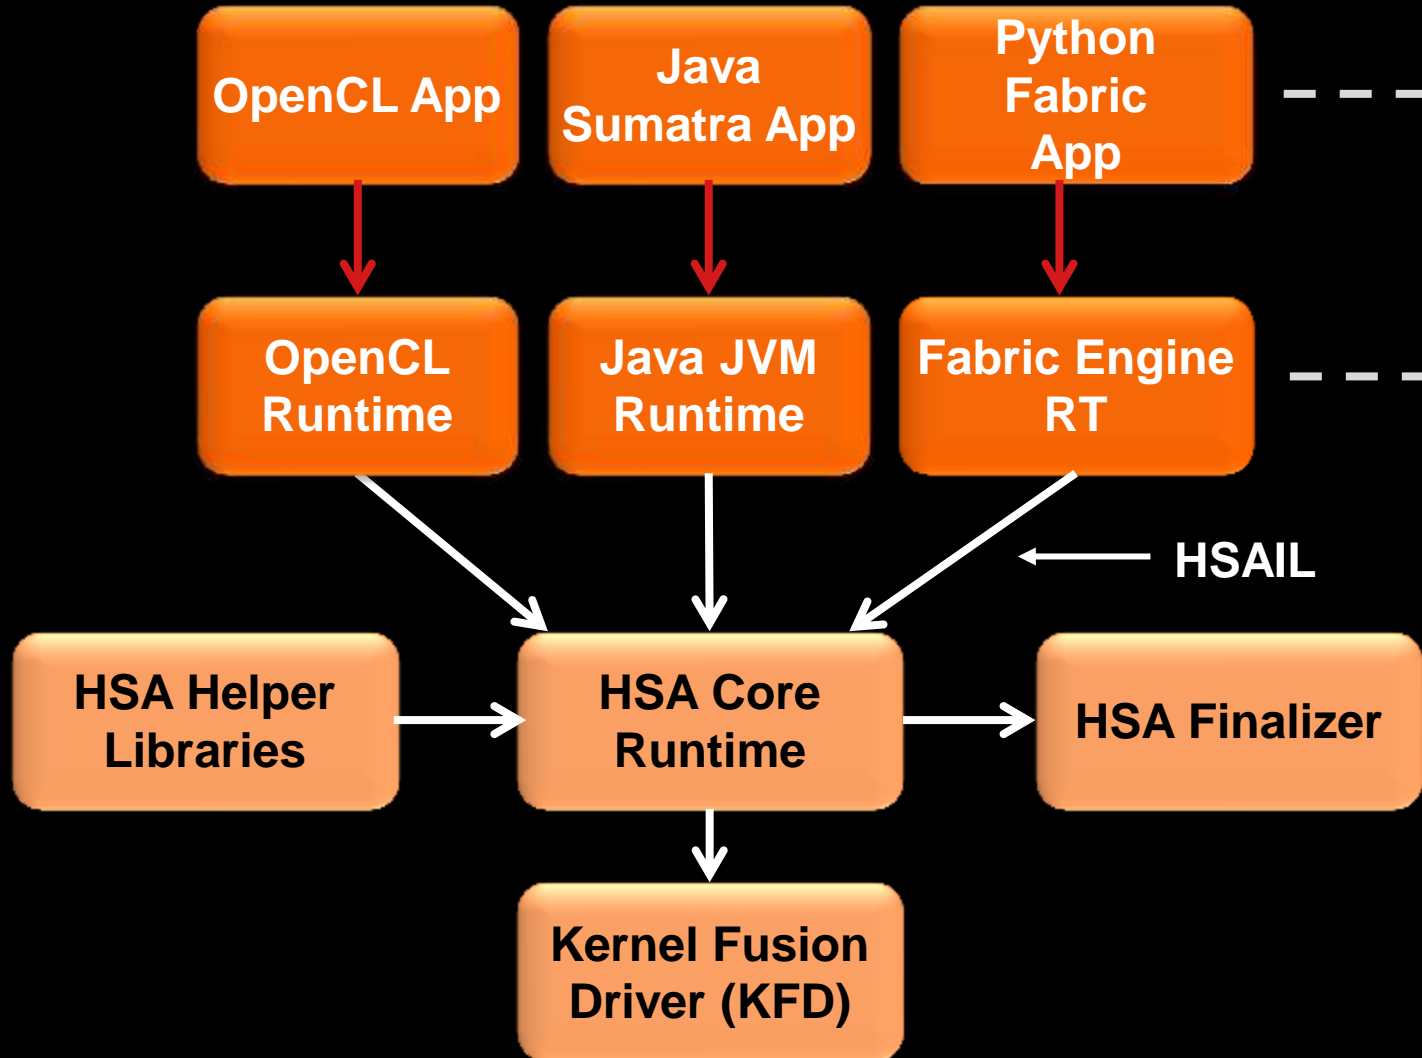 OpenCL App
Java
Sumatra App
Python
Fabric
App
OpenCL
Runtime
Java JVM
Runtime
Fabric Engine
RT
HSAIL
HSA Helper
Libraries
HSA Core
Runtime
HSA Finalizer
Kernel Fusion
Driver (KFD)